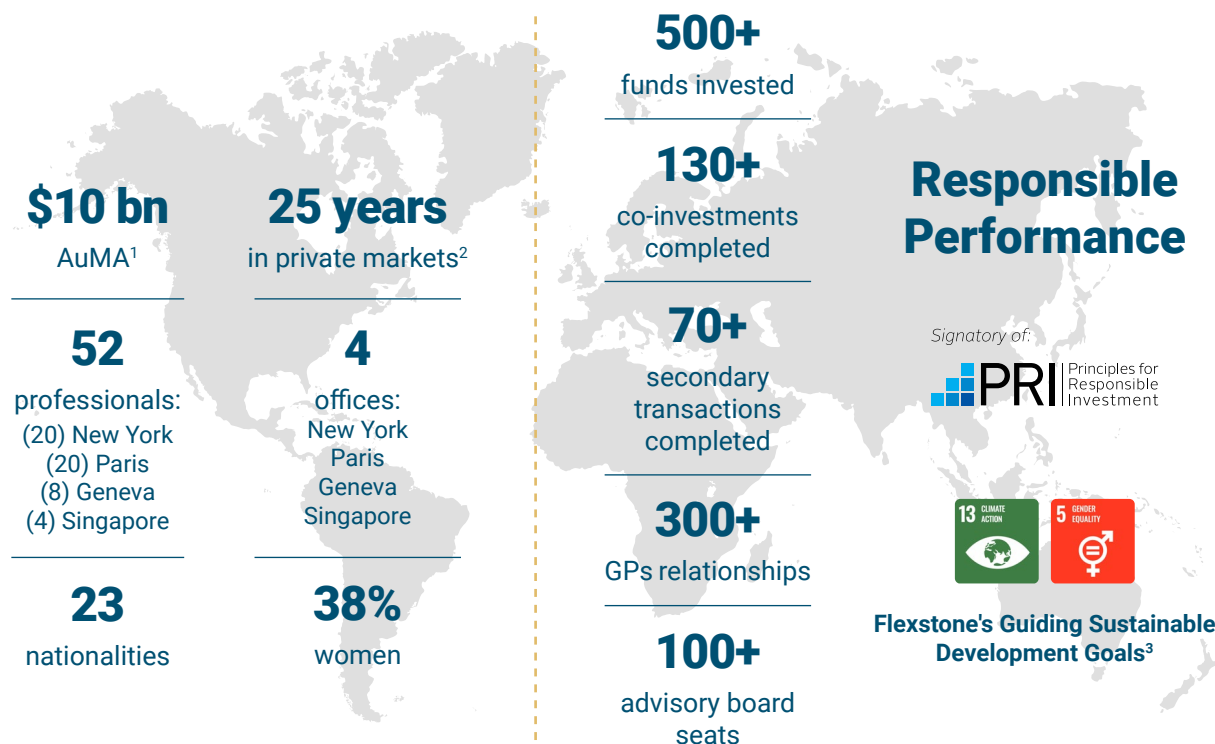 $10 bn
AuMA¹
25 years
in private markets²
52
professionals:
(20) New York
(20) Paris
(8) Geneva
(4) Singapore
4
offices:
New York
Paris
Geneva
Singapore
23
nationalities
38%
women
500+
funds invested
130+
co-investments
completed
70+
secondary
transactions
completed
300+
GPs relationships
100+
advisory board
seats
Responsible
Performance
Signatory of:
PRI
Principles for
Responsible
Investment
13 CLIMATE
ACTION
5 GENDER
EQUALITY
Flexstone's Guiding Sustainable
Development Goals³